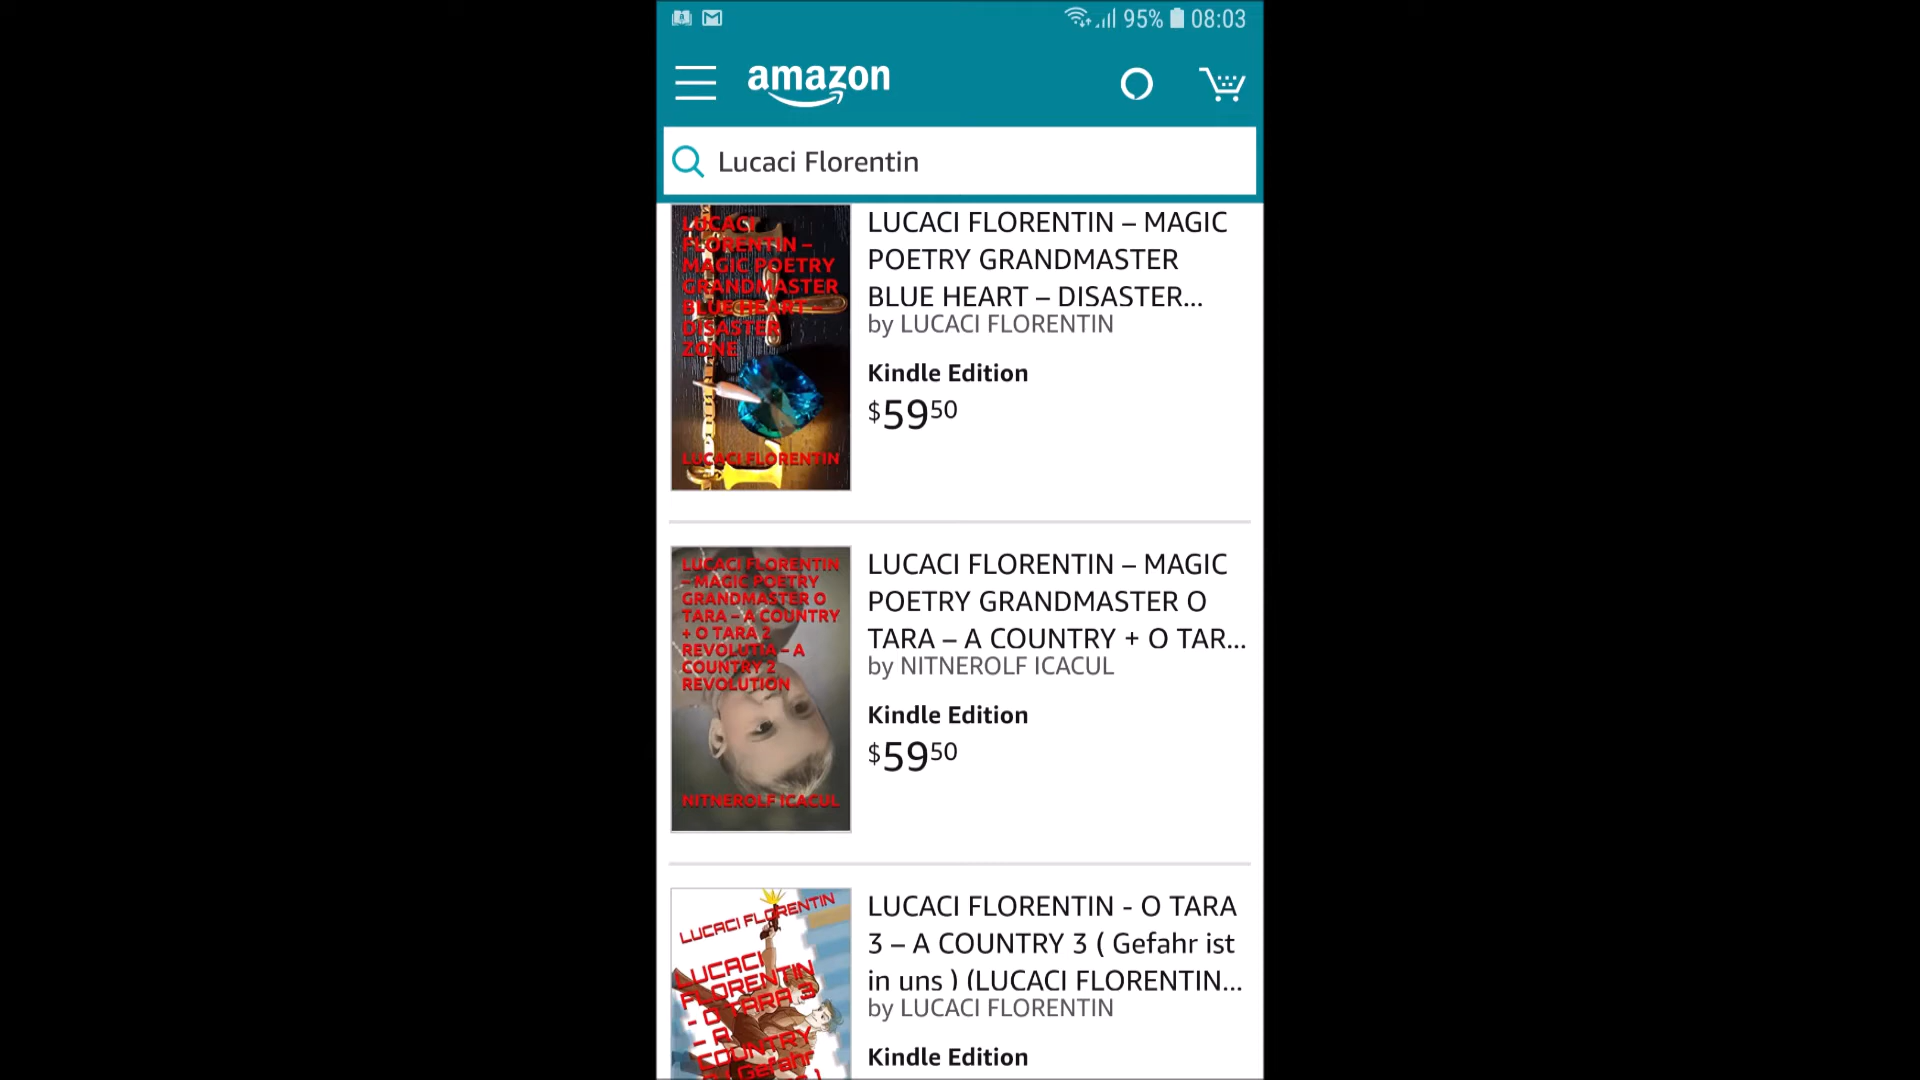 95% 08:03
amazon
Lucaci Florentin
LUCACI
FLORENTIN –
MAGIC POETRY
GRANDMASTER
BLUE HEART –
DISASTER
ZONE
LUCACI FLORENTIN
LUCACI FLORENTIN – MAGIC
POETRY GRANDMASTER
BLUE HEART – DISASTER...
by LUCACI FLORENTIN
Kindle Edition
$5950
LUCACI FLORENTIN
– MAGIC POETRY
GRANDMASTER O
TARA – A COUNTRY
+ O TARA 2
REVOLUTIA – A
COUNTRY 2
REVOLUTION
NITNEROLF ICACUL
LUCACI FLORENTIN – MAGIC
POETRY GRANDMASTER O
TARA – A COUNTRY + O TAR...
by NITNEROLF ICACUL
Kindle Edition
$5950
LUCACI FLORENTIN
LUCACI
FLORENTIN
- O TARA 3
– A
COUNTRY
3 ( Gefahr
LUCACI FLORENTIN - O TARA
3 – A COUNTRY 3 ( Gefahr ist
in uns ) (LUCACI FLORENTIN...
by LUCACI FLORENTIN
Kindle Edition